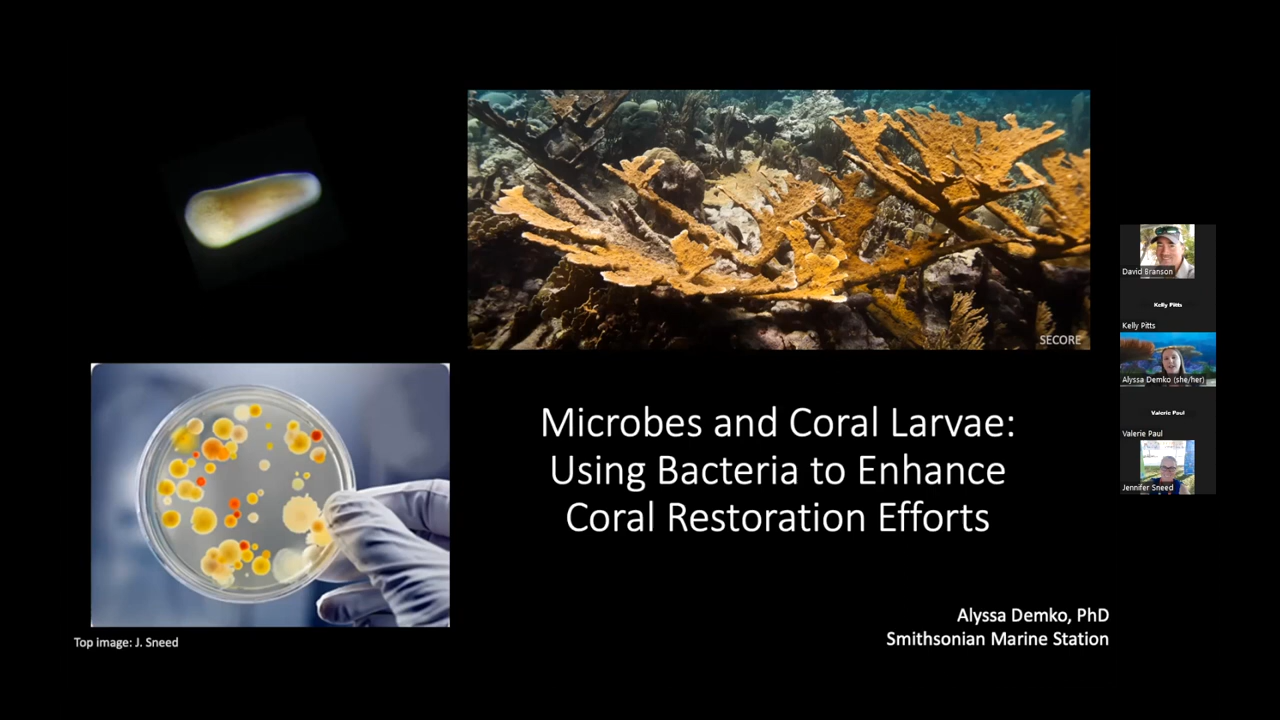 SECORE
Microbes and Coral Larvae:
Using Bacteria to Enhance
Coral Restoration Efforts
Alyssa Demko, PhD
Smithsonian Marine Station
Top image: J. Sneed
David Branson
Kelly Pitts
Kelly Pitts
Alyssa Demko (she/her)
Valerie Paul
Valerie Paul
Jennifer Sneed